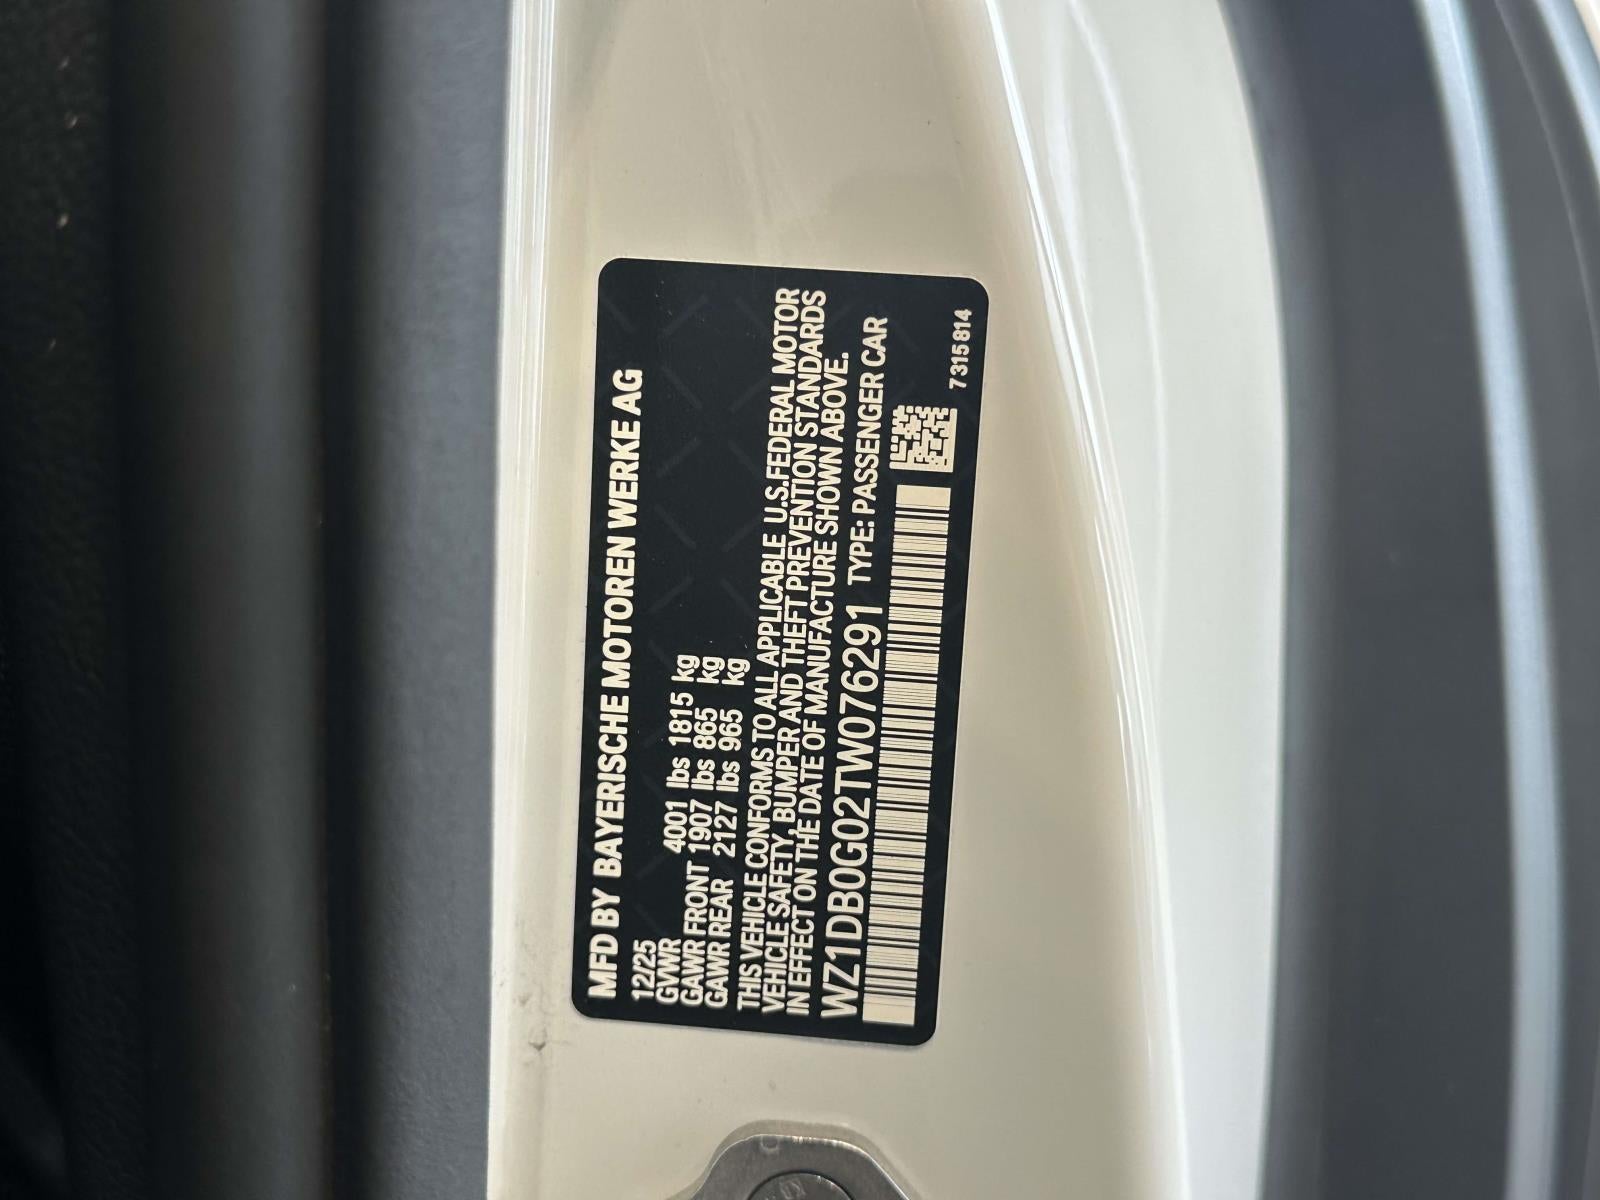 MFD BY BAYERISCHE MOTOREN WERKE AG
12/25
GVWR 4001 lbs 1815 kg
GAWR FRONT 1907 lbs 865 kg
GAWR REAR 2127 lbs 965 kg
THIS VEHICLE CONFORMS TO ALL APPLICABLE U.S.FEDERAL MOTOR
VEHICLE SAFETY, BUMPER AND THEFT PREVENTION STANDARDS
IN EFFECT ON THE DATE OF MANUFACTURE SHOWN ABOVE.
WZ1DB0G02TW076291 TYPE: PASSENGER CAR
7315814